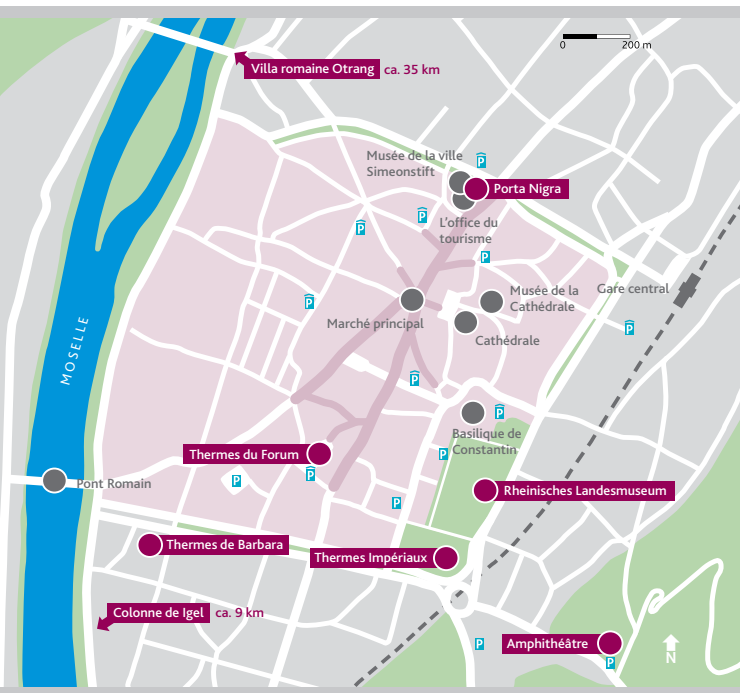 0 200 m
Villa romaine Otrang ca. 35 km
Musée de la ville
Simeonstift
P
Porta Nigra
P
P
L'office du
tourisme
P
Gare central
Musée de la
Cathédrale
P
Marché principal
P
Cathédrale
MOSELLE
P
P
Basilique de
Constantin
Thermes du Forum
P
P
P
Pont Romain
Rheinisches Landesmuseum
P
Thermes de Barbara
Thermes Impériaux
Colonne de Igel ca. 9 km
P
Amphithéâtre
P
N